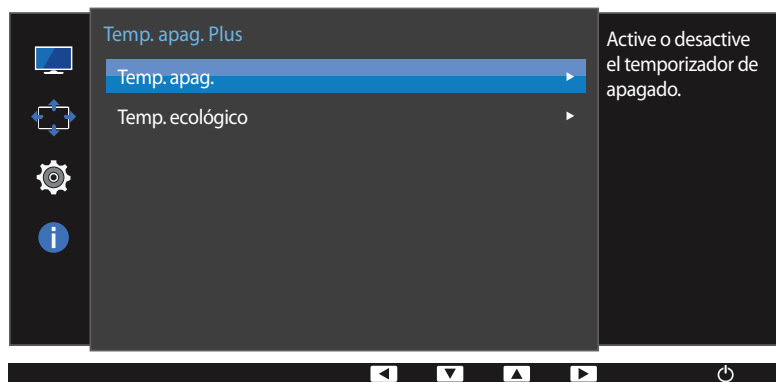 Temp. apag. Plus
Temp. apag.
Temp. ecológico
Active o desactive
el temporizador de
apagado.